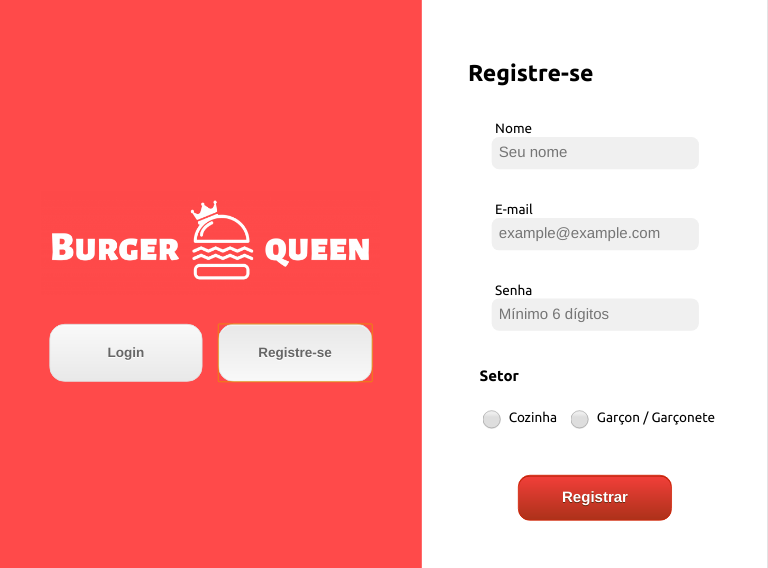 BURGER QUEEN
Login
Registre-se
Registre-se
Nome
Seu nome
E-mail
example@example.com
Senha
Mínimo 6 dígitos
Setor
Cozinha
Garçon / Garçonete
Registrar